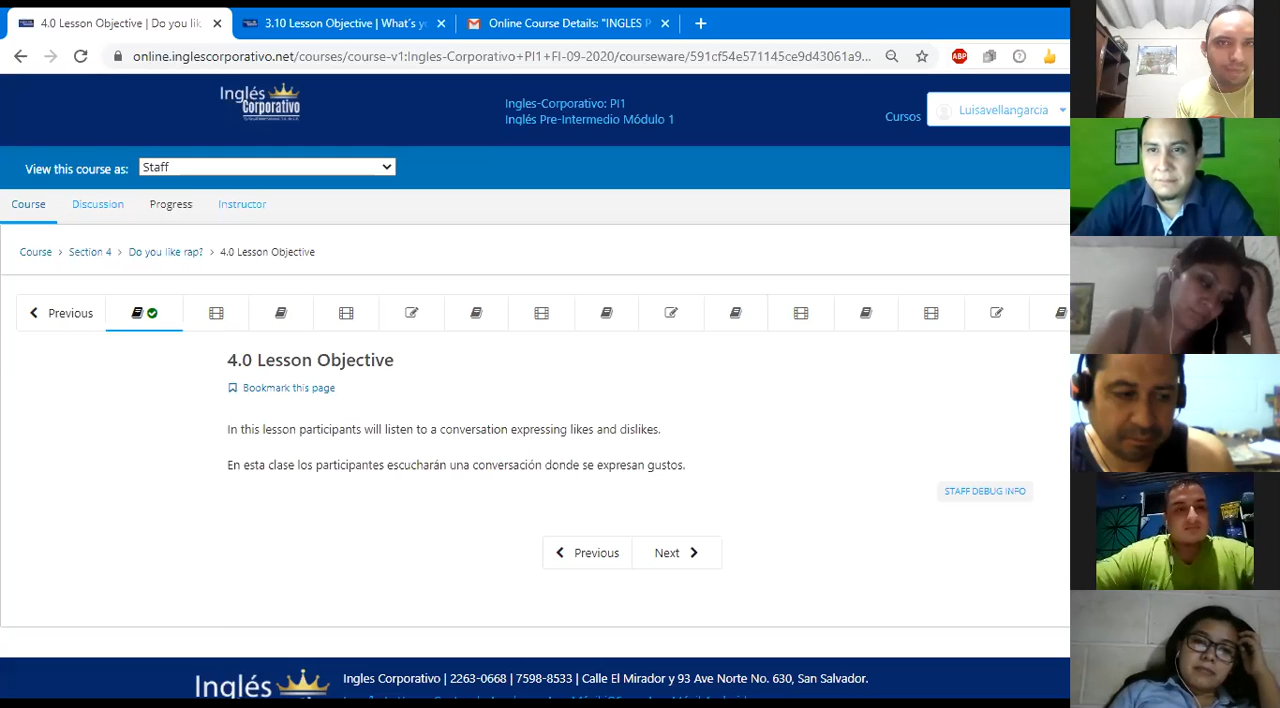 4.0 Lesson Objective | Do you lik
3.10 Lesson Objective | What´s yo
Online Course Details: "INGLES P
online.inglescorporativo.net/courses/course-v1:Ingles-Corporativo+PI1+FI-09-2020/courseware/591cf54e571145ce9d43061a9...
ABP
Inglés
Corporativo
Ingles-Corporativo: PI1
Inglés Pre-Intermedio Módulo 1
Cursos
Luisavellangarcia
View this course as:
Staff
Course
Discussion
Progress
Instructor
Course > Section 4 > Do you like rap? > 4.0 Lesson Objective
Previous
4.0 Lesson Objective
Bookmark this page
In this lesson participants will listen to a conversation expressing likes and dislikes.
En esta clase los participantes escucharán una conversación donde se expresan gustos.
STAFF DEBUG INFO
Previous
Next
Inglés
Ingles Corporativo | 2263-0668 | 7598-8533 | Calle El Mirador y 93 Ave Norte No. 630, San Salvador.